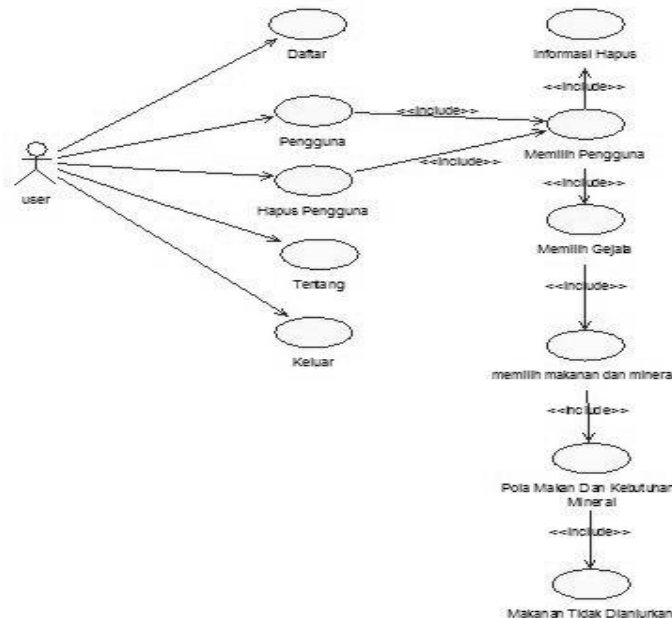 Daftar
Informasi Hapus
<<include>>
Pengguna
<<include>>
Memilih Pengguna
<<include>>
<<include>>
user
Hapus Pengguna
Memilih Gejala
Tentang
<<include>>
Keluar
memilih makanan dan minera
<<include>>
Pola Makan Dan Kebutuhan
Mineral
<<include>>
Makanan Tidak Dianjurkan